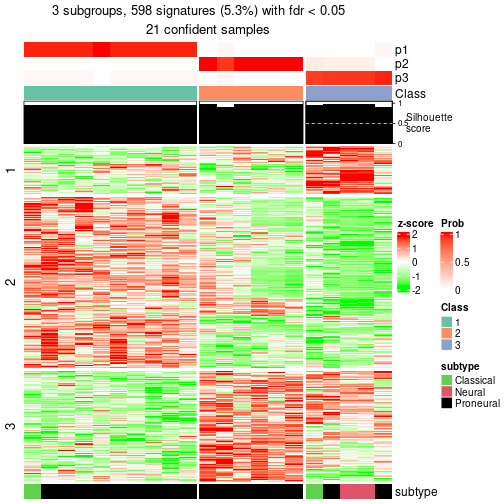 3 subgroups, 598 signatures (5.3%) with fdr < 0.05
21 confident samples
p1
p2
p3
Class
1
0.5
0
Silhouette
score
1
2
3
z-score
2
1
0
-1
-2
Prob
1
0.5
0
Class
1
2
3
subtype
Classical
Neural
Proneural
subtype